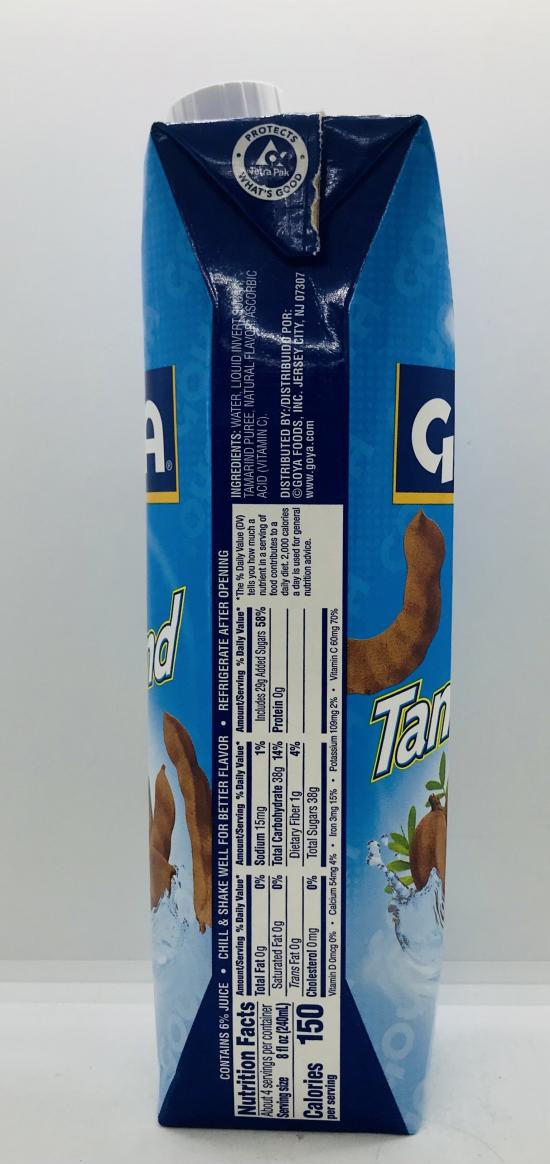 PROTECTS
Tetra Pak
WHAT'S GOOD
A®
nd
G
Tan
CONTAINS 6% JUICE • CHILL & SHAKE WELL FOR BETTER FLAVOR • REFRIGERATE AFTER OPENING
Nutrition Facts
About 4 servings per container
Serving size 8 fl oz (240mL)
Calories 150
per serving
Amount/Serving % Daily Value*
Total Fat 0g 0%
Saturated Fat 0g 0%
Trans Fat 0g
Cholesterol 0mg 0%
Amount/Serving % Daily Value*
Sodium 15mg 1%
Total Carbohydrate 38g 14%
Dietary Fiber 1g 4%
Total Sugars 38g
Amount/Serving % Daily Value*
Includes 29g Added Sugars 58%
Protein 0g
*The % Daily Value (DV)
tells you how much a
nutrient in a serving of
food contributes to a
daily diet. 2,000 calories
a day is used for general
nutrition advice.
Vitamin D 0mcg 0% • Calcium 54mg 4% • Iron 3mg 15% • Potassium 109mg 2% • Vitamin C 60mg 70%
INGREDIENTS: WATER, LIQUID INVERT
TAMARIND PUREE, NATURAL FLAVOR, ASCORBIC
ACID (VITAMIN C).
DISTRIBUTED BY:/DISTRIBUIDO POR:
©GOYA FOODS, INC. JERSEY CITY, NJ 07307
www.goya.com